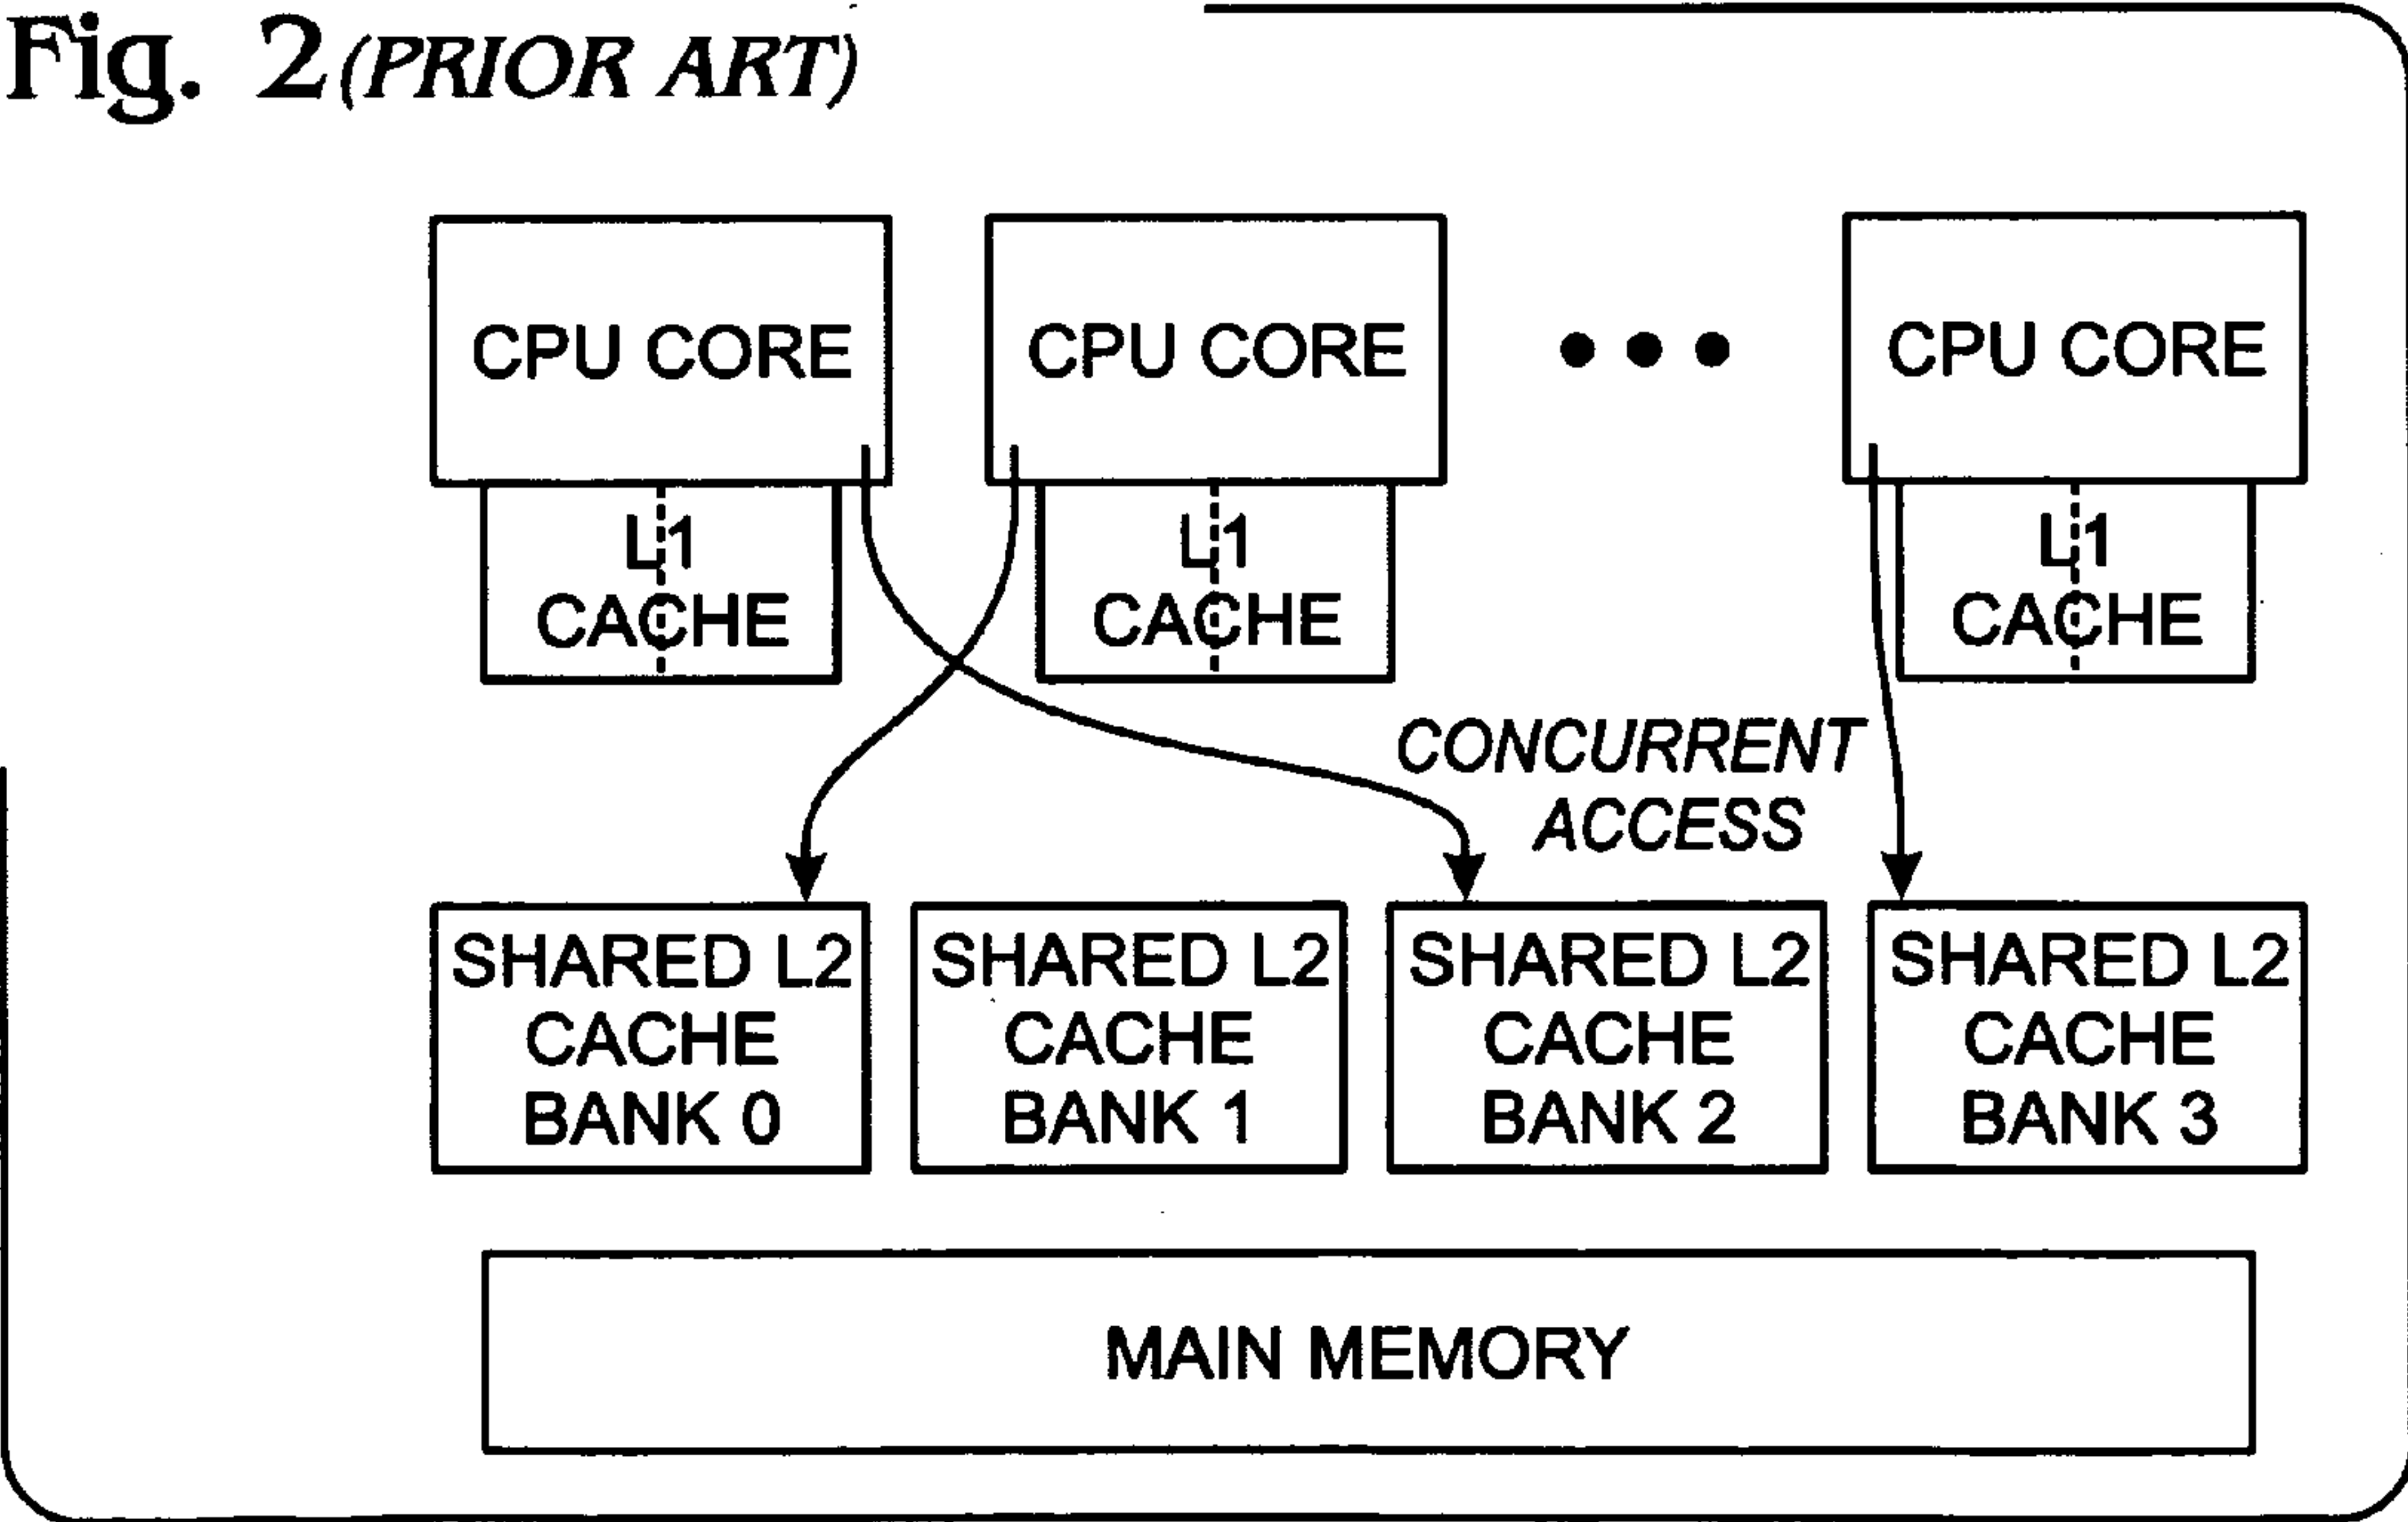 Fig. 2 (PRIOR ART)
CPU CORE
CPU CORE
CPU CORE
L1
CACHE
L1
CACHE
L1
CACHE
CONCURRENT
ACCESS
SHARED L2
CACHE
BANK 0
SHARED L2
CACHE
BANK 1
SHARED L2
CACHE
BANK 2
SHARED L2
CACHE
BANK 3
MAIN MEMORY